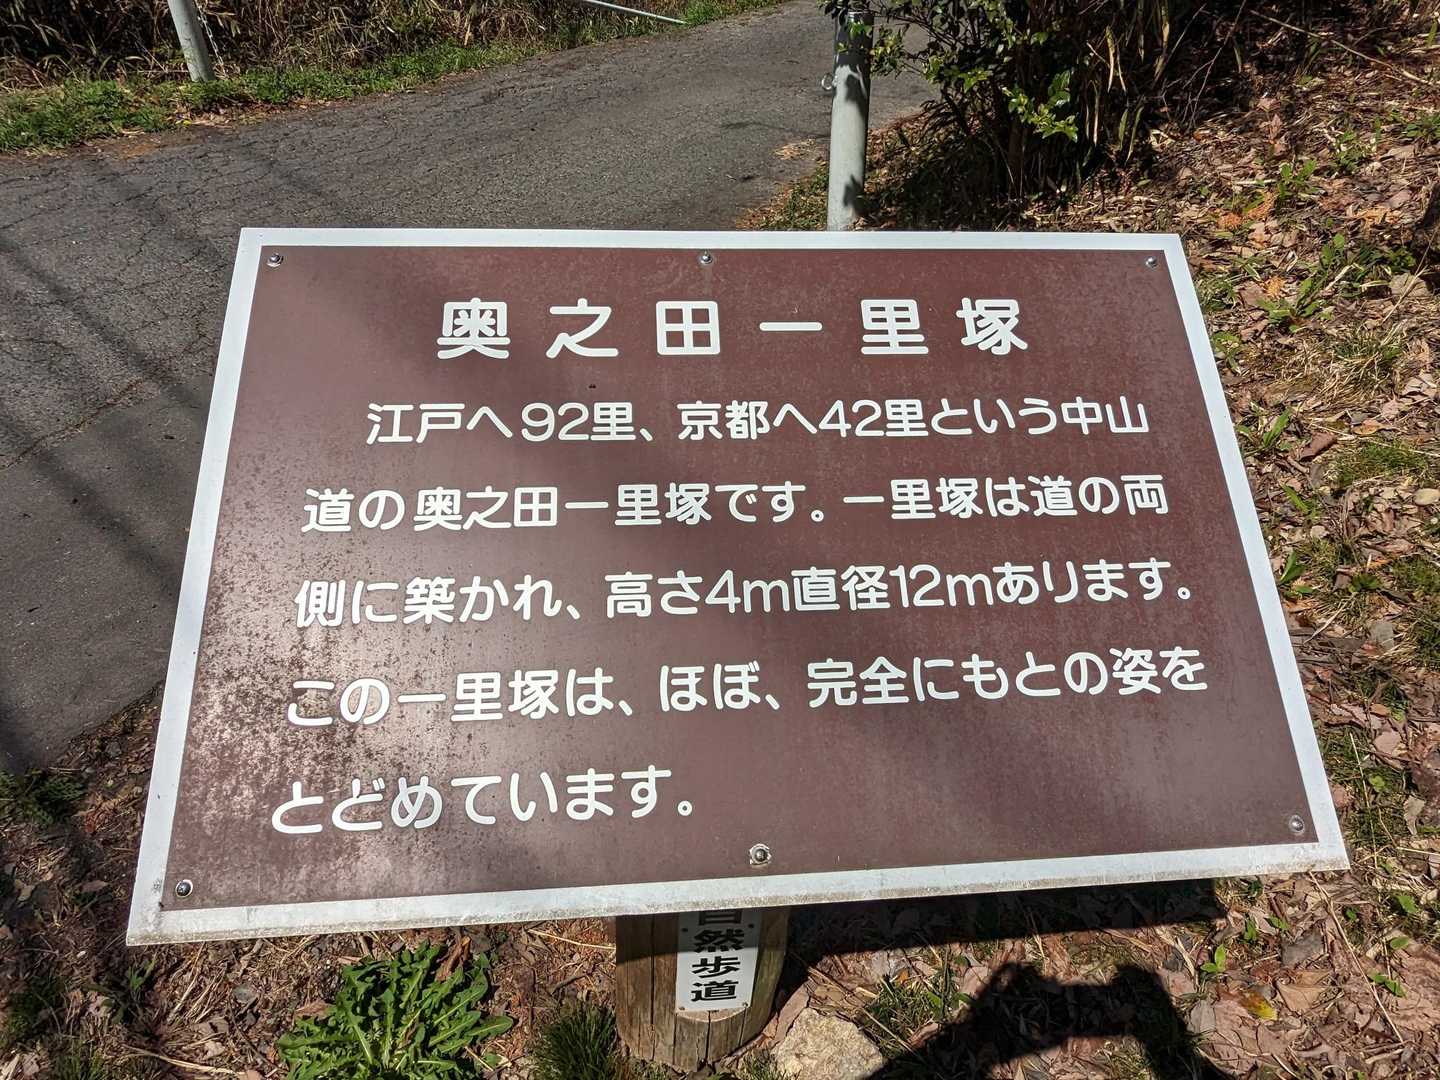 奥之田一里塚
江戸へ92里、京都へ42里という中山
道の奥之田一里塚です。一里塚は道の両
側に築かれ、高さ4m直径12mあります。
この一里塚は、ほぼ、完全にもとの姿を
とどめています。
自然歩道